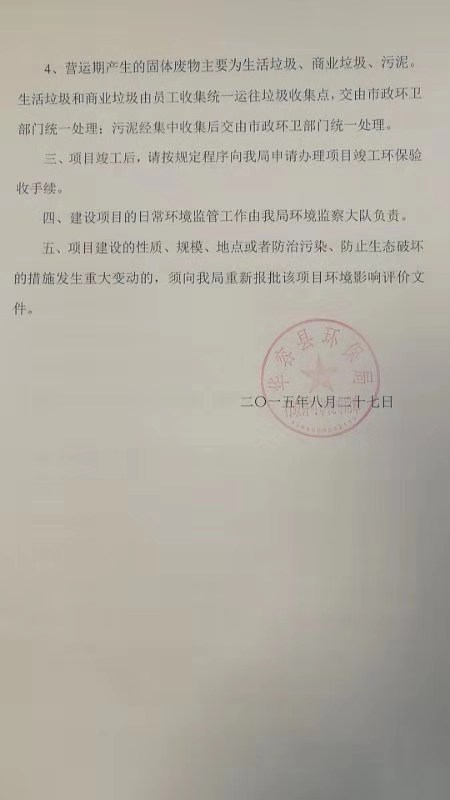 4、营运期产生的固体废物主要为生活垃圾、商业垃圾、污泥。
生活垃圾和商业垃圾由员工收集统一运往垃圾收集点，交由市政环卫
部门统一处理；污泥经集中收集后交由市政环卫部门统一处理。
三、项目竣工后，请按规定程序向我局申请办理项目竣工环保验
收手续。
四、建设项目的日常环境监管工作由我局环境监察大队负责。
五、项目建设的性质、规模、地点或者防治污染、防止生态破坏
的措施发生重大变动的，须向我局重新报批该项目环境影响评价文
件。
县环保局
二〇一五年八月二十七日